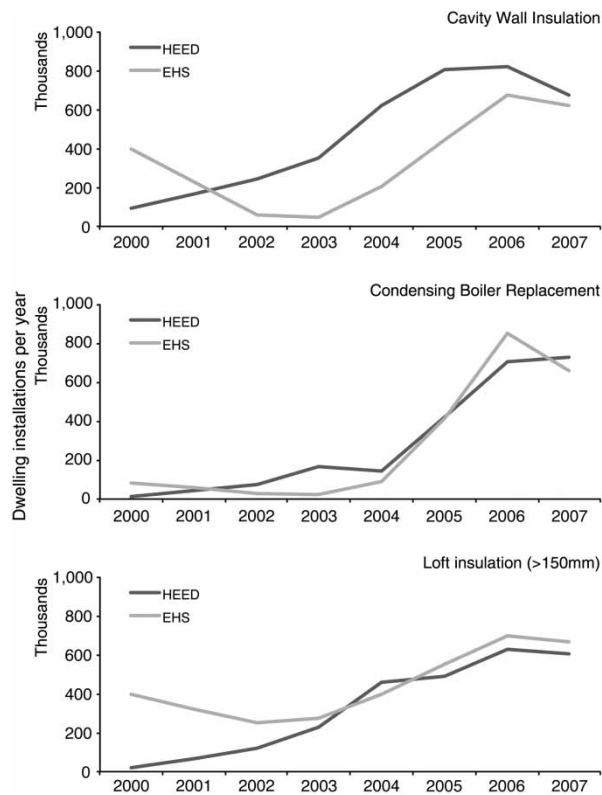 Cavity Wall Insulation
Dwelling installations per year
Thousands
1,000
800
600
400
200
0
HEED
EHS
2000 2001 2002 2003 2004 2005 2006 2007
Condensing Boiler Replacement
Thousands
1,000
800
600
400
200
0
HEED
EHS
2000 2001 2002 2003 2004 2005 2006 2007
Loft insulation (>150mm)
Thousands
1,000
800
600
400
200
0
HEED
EHS
2000 2001 2002 2003 2004 2005 2006 2007